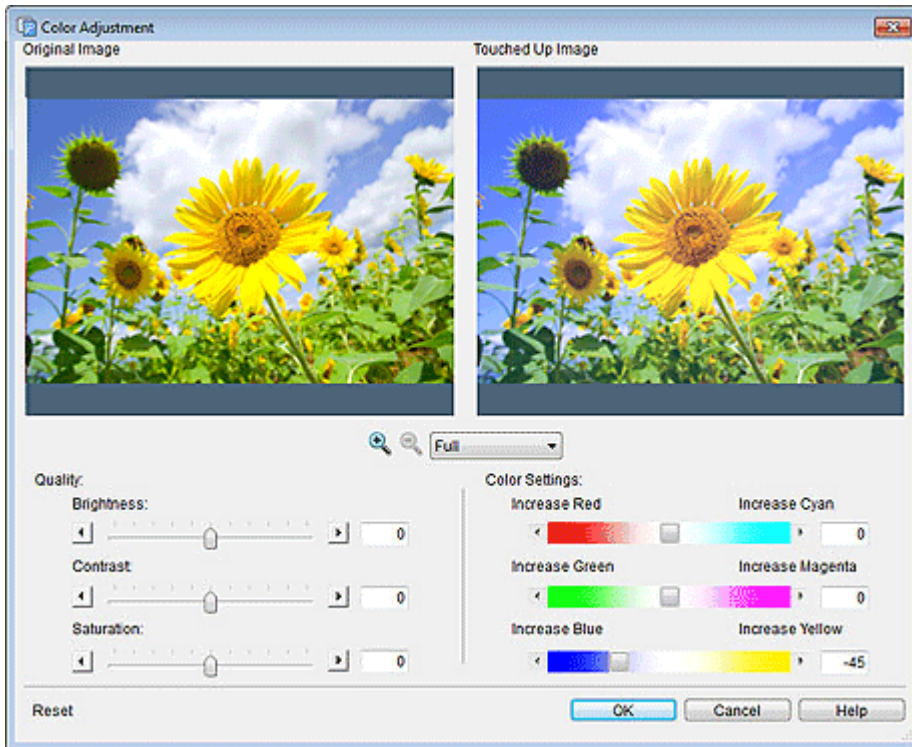 Color Adjustment
Original Image
Touched Up Image
Full
Quality:
Color Settings:
Brightness:
0
Contrast:
0
Saturation:
0
Increase Red
Increase Cyan
0
Increase Green
Increase Magenta
0
Increase Blue
Increase Yellow
-45
Reset
OK
Cancel
Help